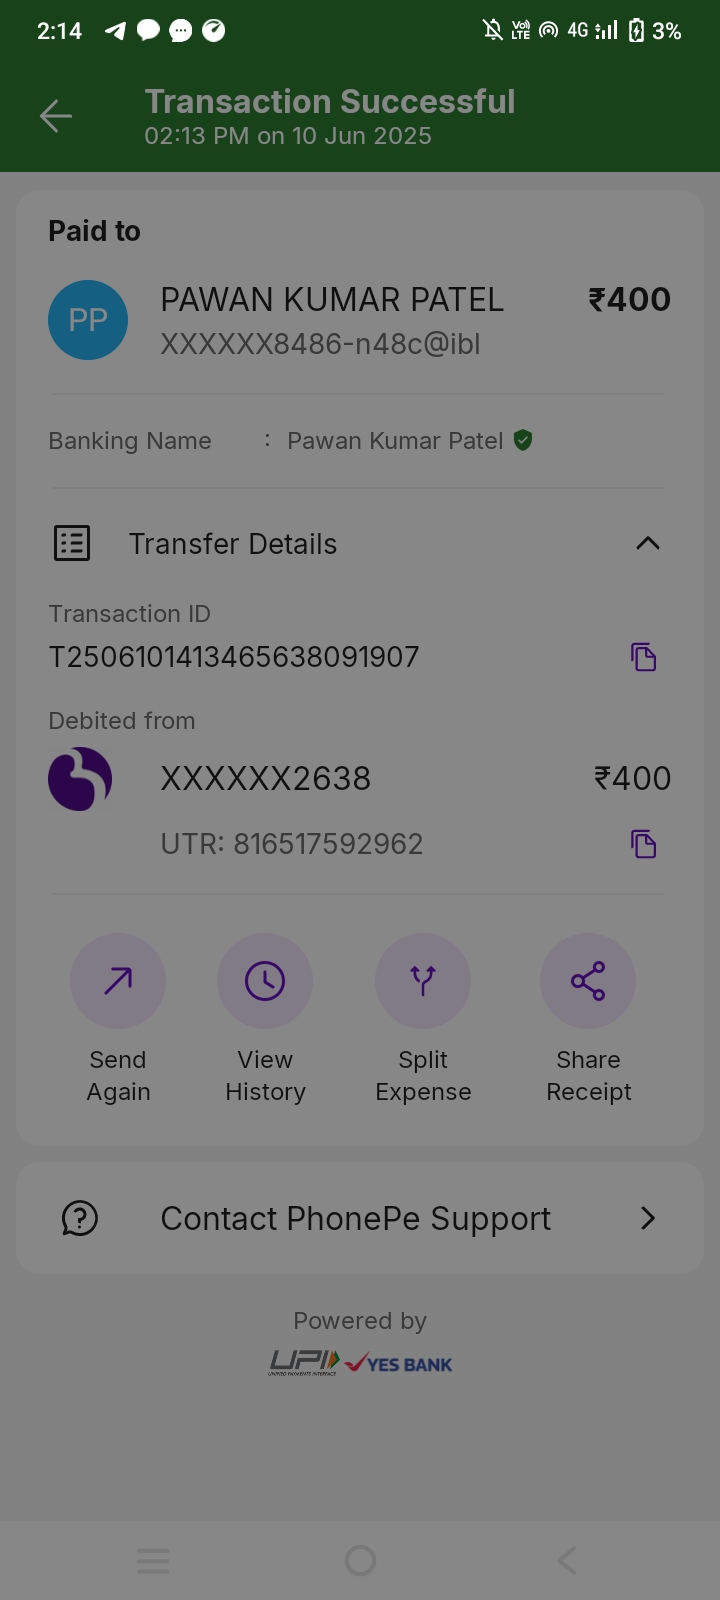 2:14
Vo)) LTE 4G 3%
Transaction Successful
02:13 PM on 10 Jun 2025
Paid to
PP PAWAN KUMAR PATEL ₹400
XXXXXX8486-n48c@ibl
Banking Name : Pawan Kumar Patel
Transfer Details
Transaction ID
T2506101413465638091907
Debited from
XXXXXX2638 ₹400
UTR: 816517592962
Send Again
View History
Split Expense
Share Receipt
Contact PhonePe Support
Powered by
UPI YES BANK
UNIFIED PAYMENTS INTERFACE